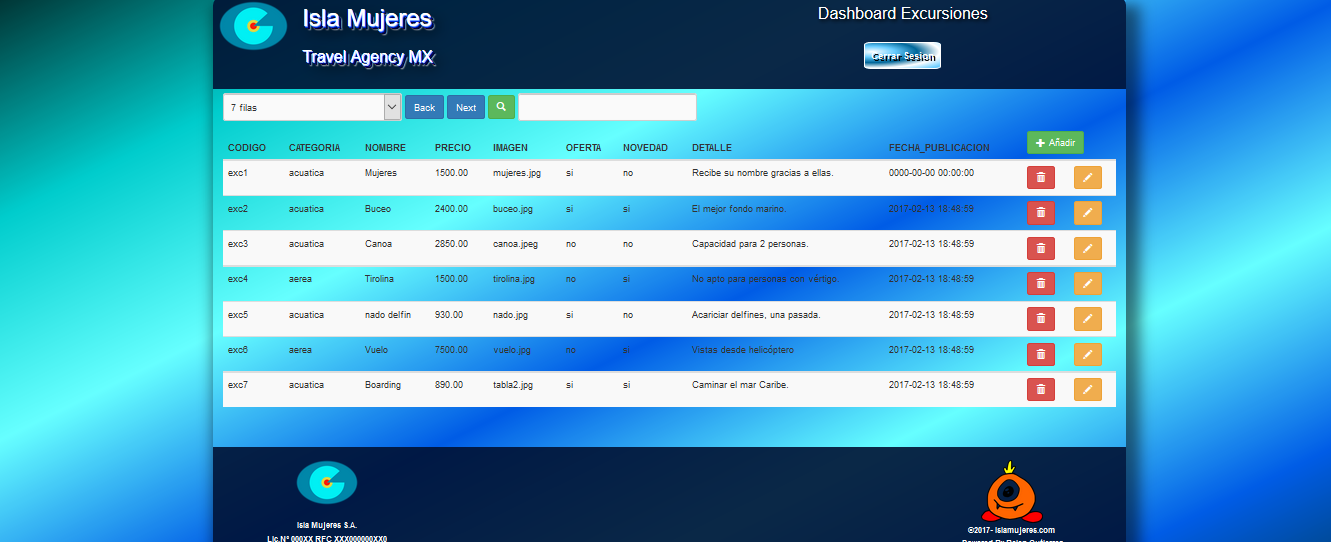 Isla Mujeres
Dashboard Excursiones
Travel Agency MX
Cerrar Sesion
7 filas Back Next
CODIGO CATEGORIA NOMBRE PRECIO IMAGEN OFERTA NOVEDAD DETALLE FECHA_PUBLICACION Añadir
exc1 acuatica Mujeres 1500.00 mujeres.jpg si no Recibe su nombre gracias a ellas. 0000-00-00 00:00:00
exc2 acuatica Buceo 2400.00 buceo.jpg si si El mejor fondo marino. 2017-02-13 18:48:59
exc3 acuatica Canoa 2850.00 canoa.jpeg no no Capacidad para 2 personas. 2017-02-13 18:48:59
exc4 aerea Tirolina 1500.00 tirolina.jpg no si No apto para personas con vértigo. 2017-02-13 18:48:59
exc5 acuatica nado delfin 930.00 nado.jpg si no Acariciar delfines, una pasada. 2017-02-13 18:48:59
exc6 aerea Vuelo 7500.00 vuelo.jpg no si Vistas desde helicóptero 2017-02-13 18:48:59
exc7 acuatica Boarding 890.00 tabla2.jpg si si Caminar el mar Caribe. 2017-02-13 18:48:59
Isla Mujeres S.A.
Lic.Nº 000XX RFC XXX000000XX0
©2017- islamujeres.com
Powered By